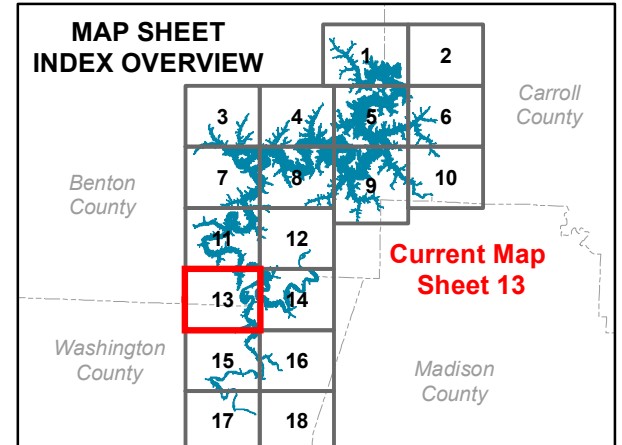 MAP SHEET
INDEX OVERVIEW
1
2
Carroll
County
3
4
5
6
Benton
County
7
8
9
10
11
12
Current Map
Sheet 13
13
14
Washington
County
15
16
Madison
County
17
18